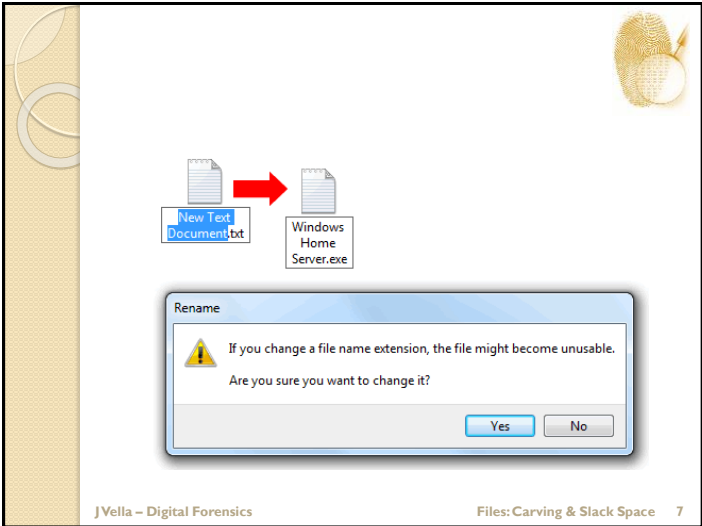 New Text
Document.txt
Windows
Home
Server.exe
Rename
If you change a file name extension, the file might become unusable.
Are you sure you want to change it?
Yes No
J Vella – Digital Forensics Files: Carving & Slack Space 7